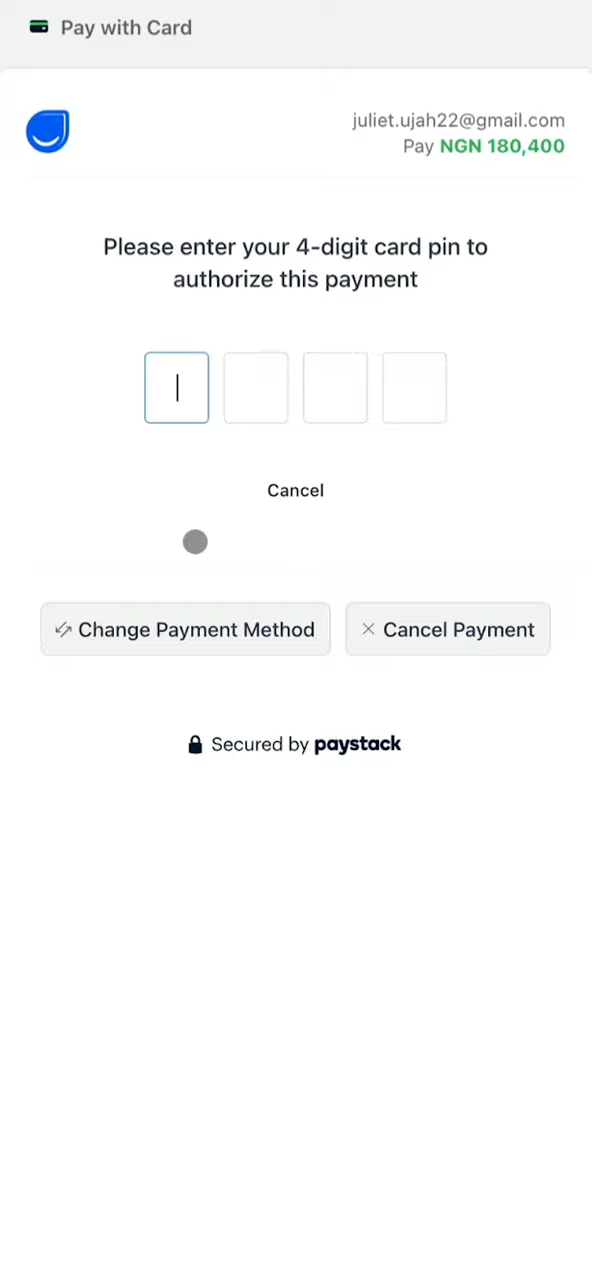 Pay with Card
juliet.ujah22@gmail.com
Pay NGN 180,400
Please enter your 4-digit card pin to
authorize this payment
Cancel
Change Payment Method
Cancel Payment
Secured by paystack